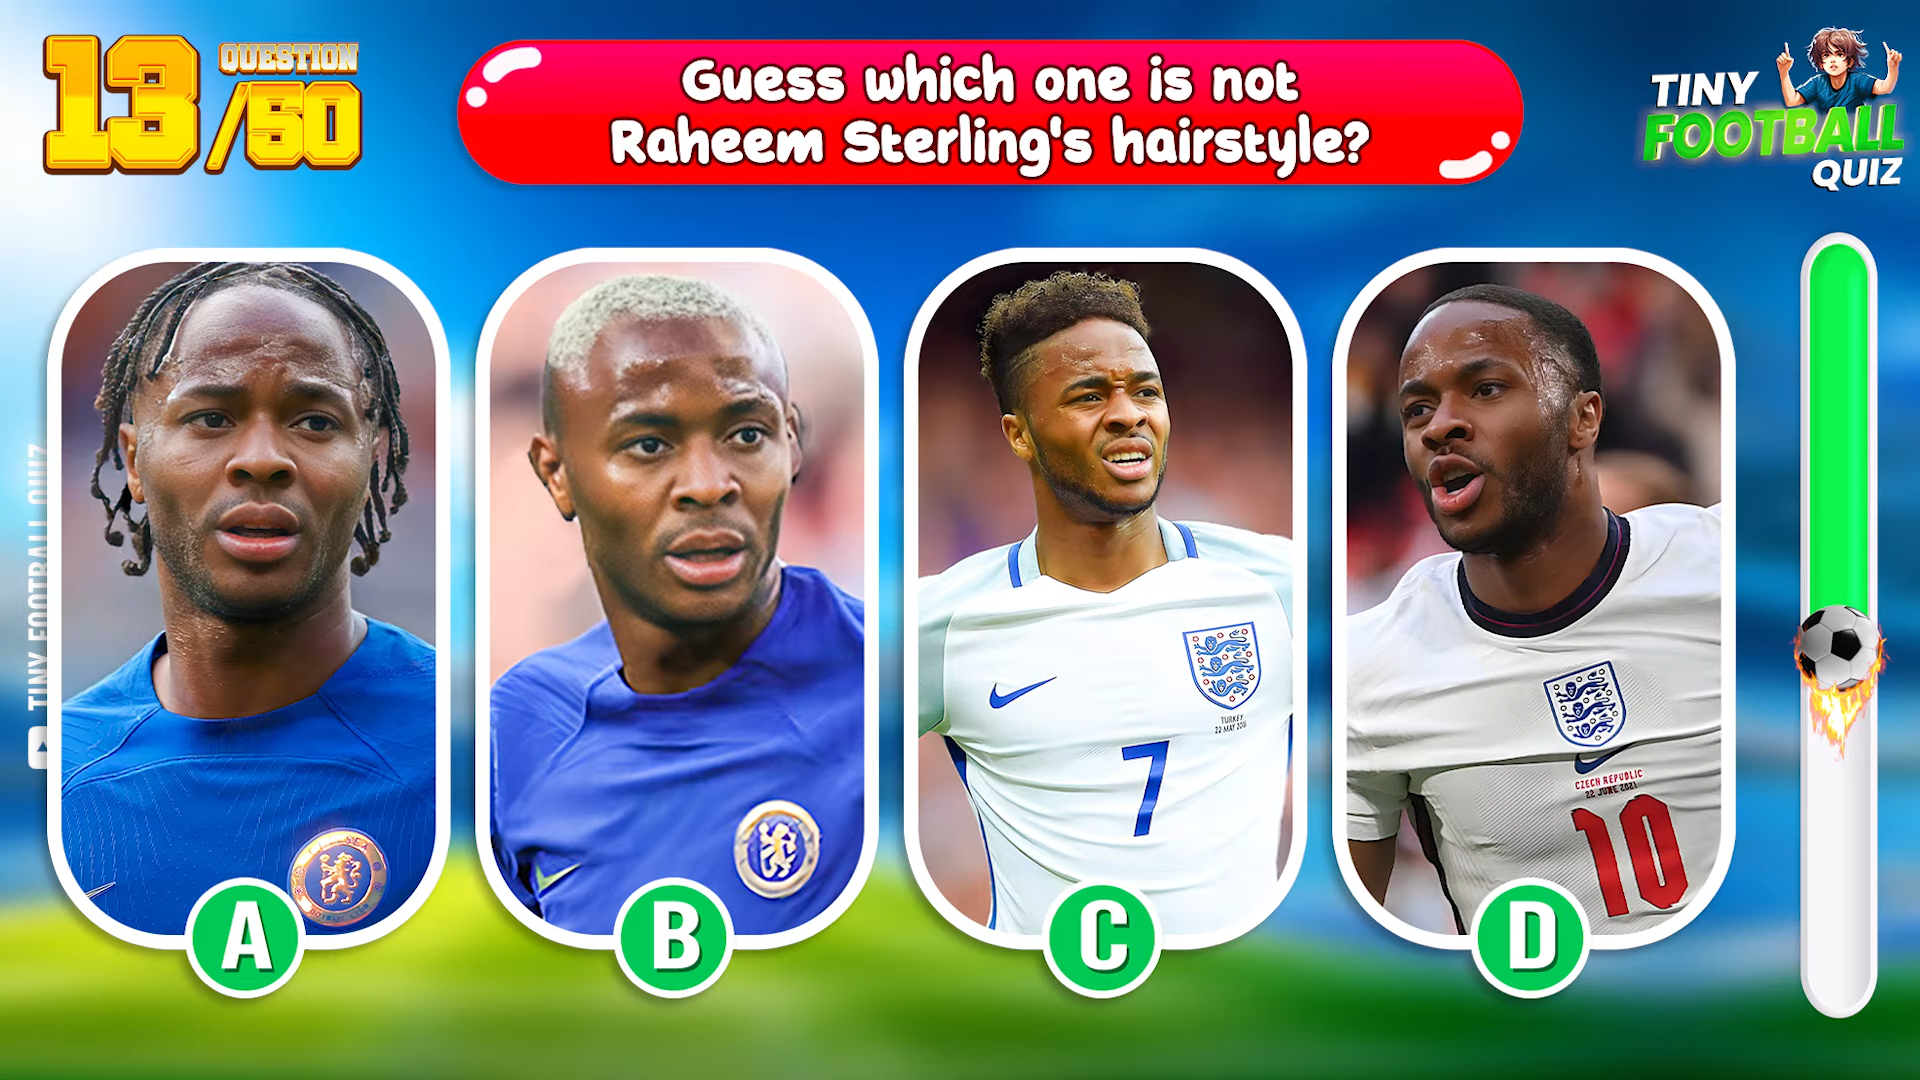 13
QUESTION
/50
Guess which one is not
Raheem Sterling's hairstyle?
TINY
FOOTBALL
QUIZ
TINY FOOTBALL QUIZ
TURKEY
22 MAY 2016
7
CZECH REPUBLIC
22 JUNE 2021
10
A
B
C
D